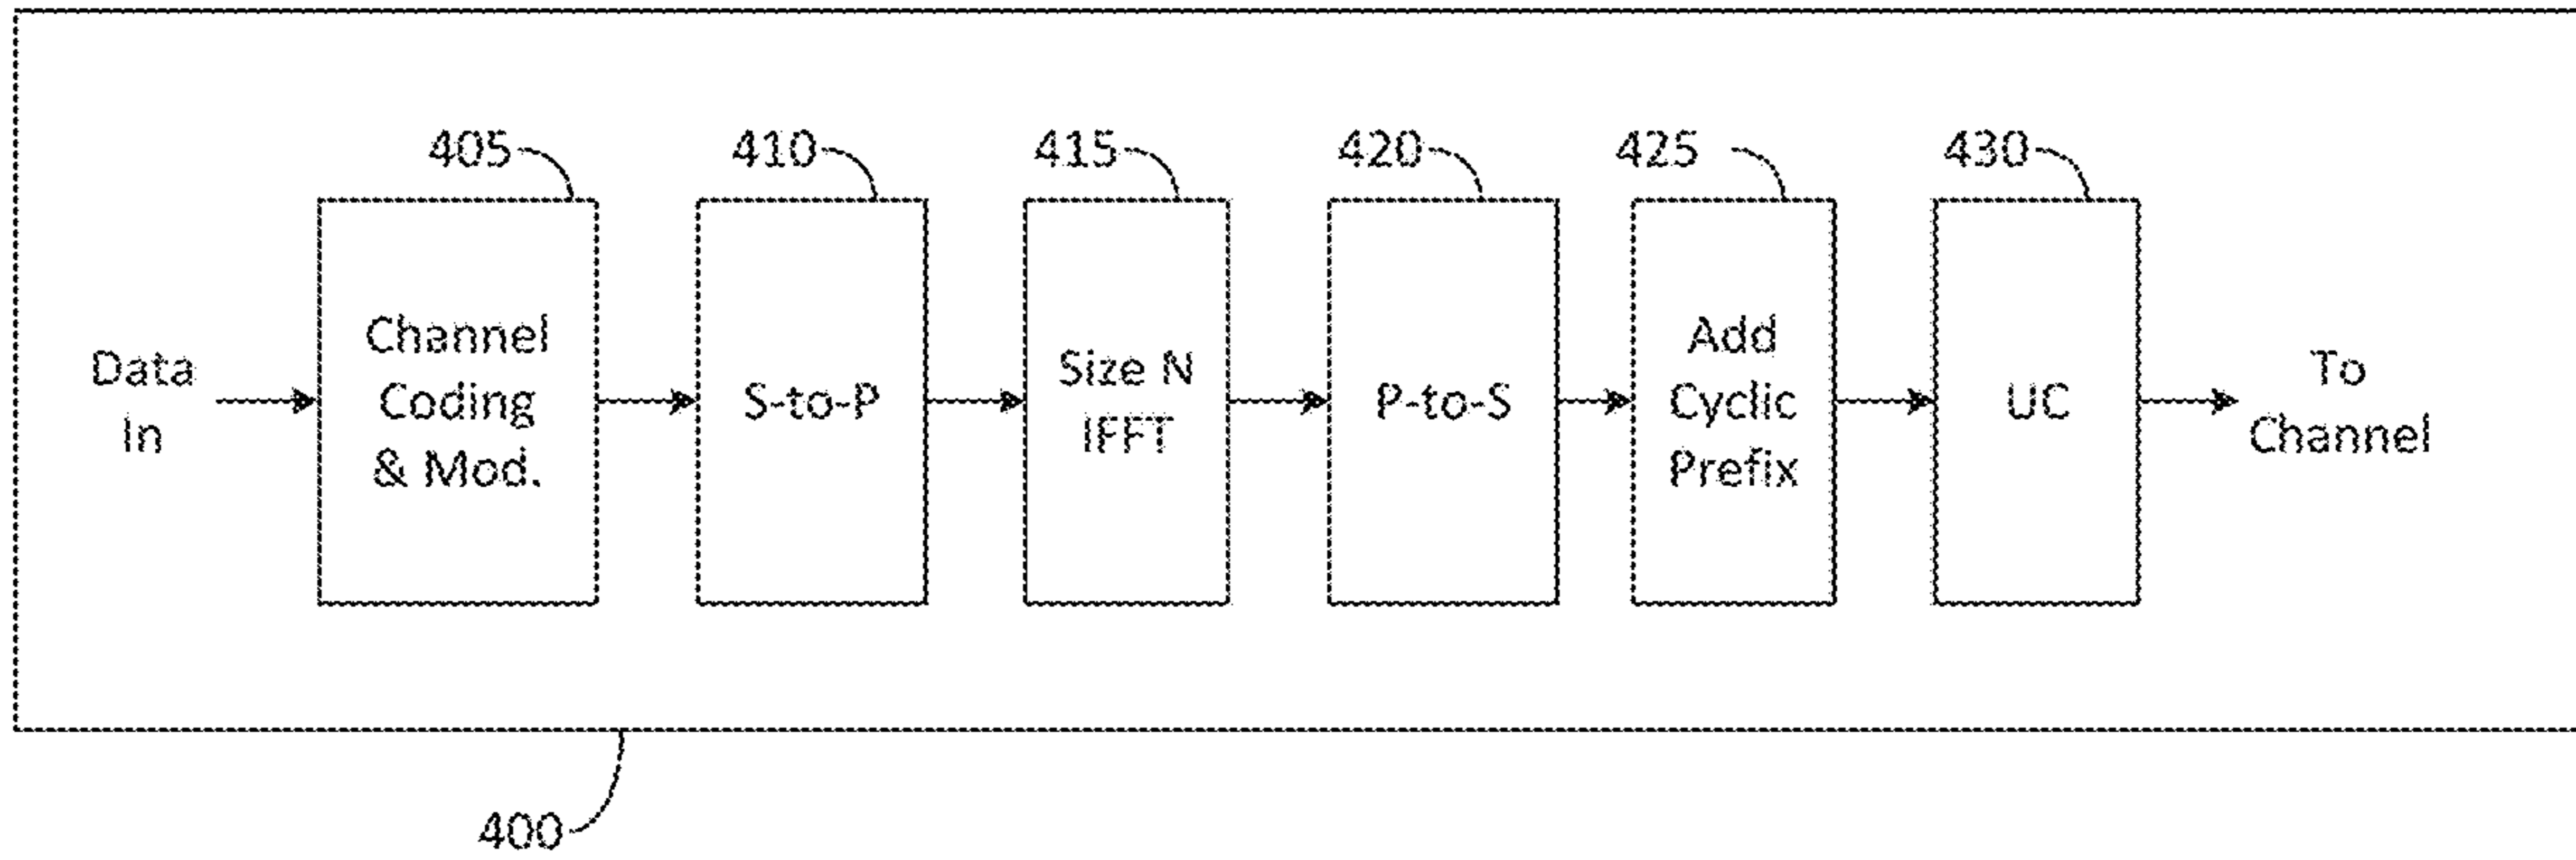 405
410
415
420
425
430
Data
In
Channel
Coding
& Mod.
S-to-P
Size N
IFFT
P-to-S
Add
Cyclic
Prefix
UC
To
Channel
400